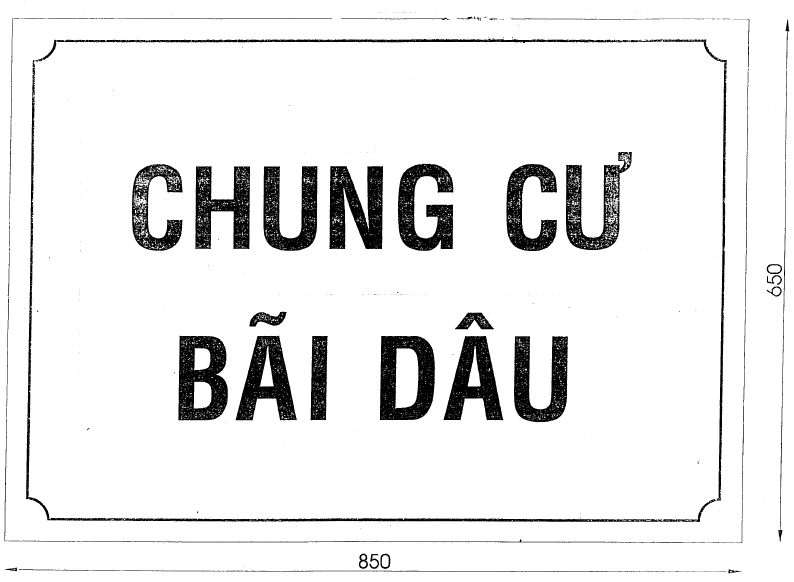 CHUNG CƯ
BÃI DÂU
650
850